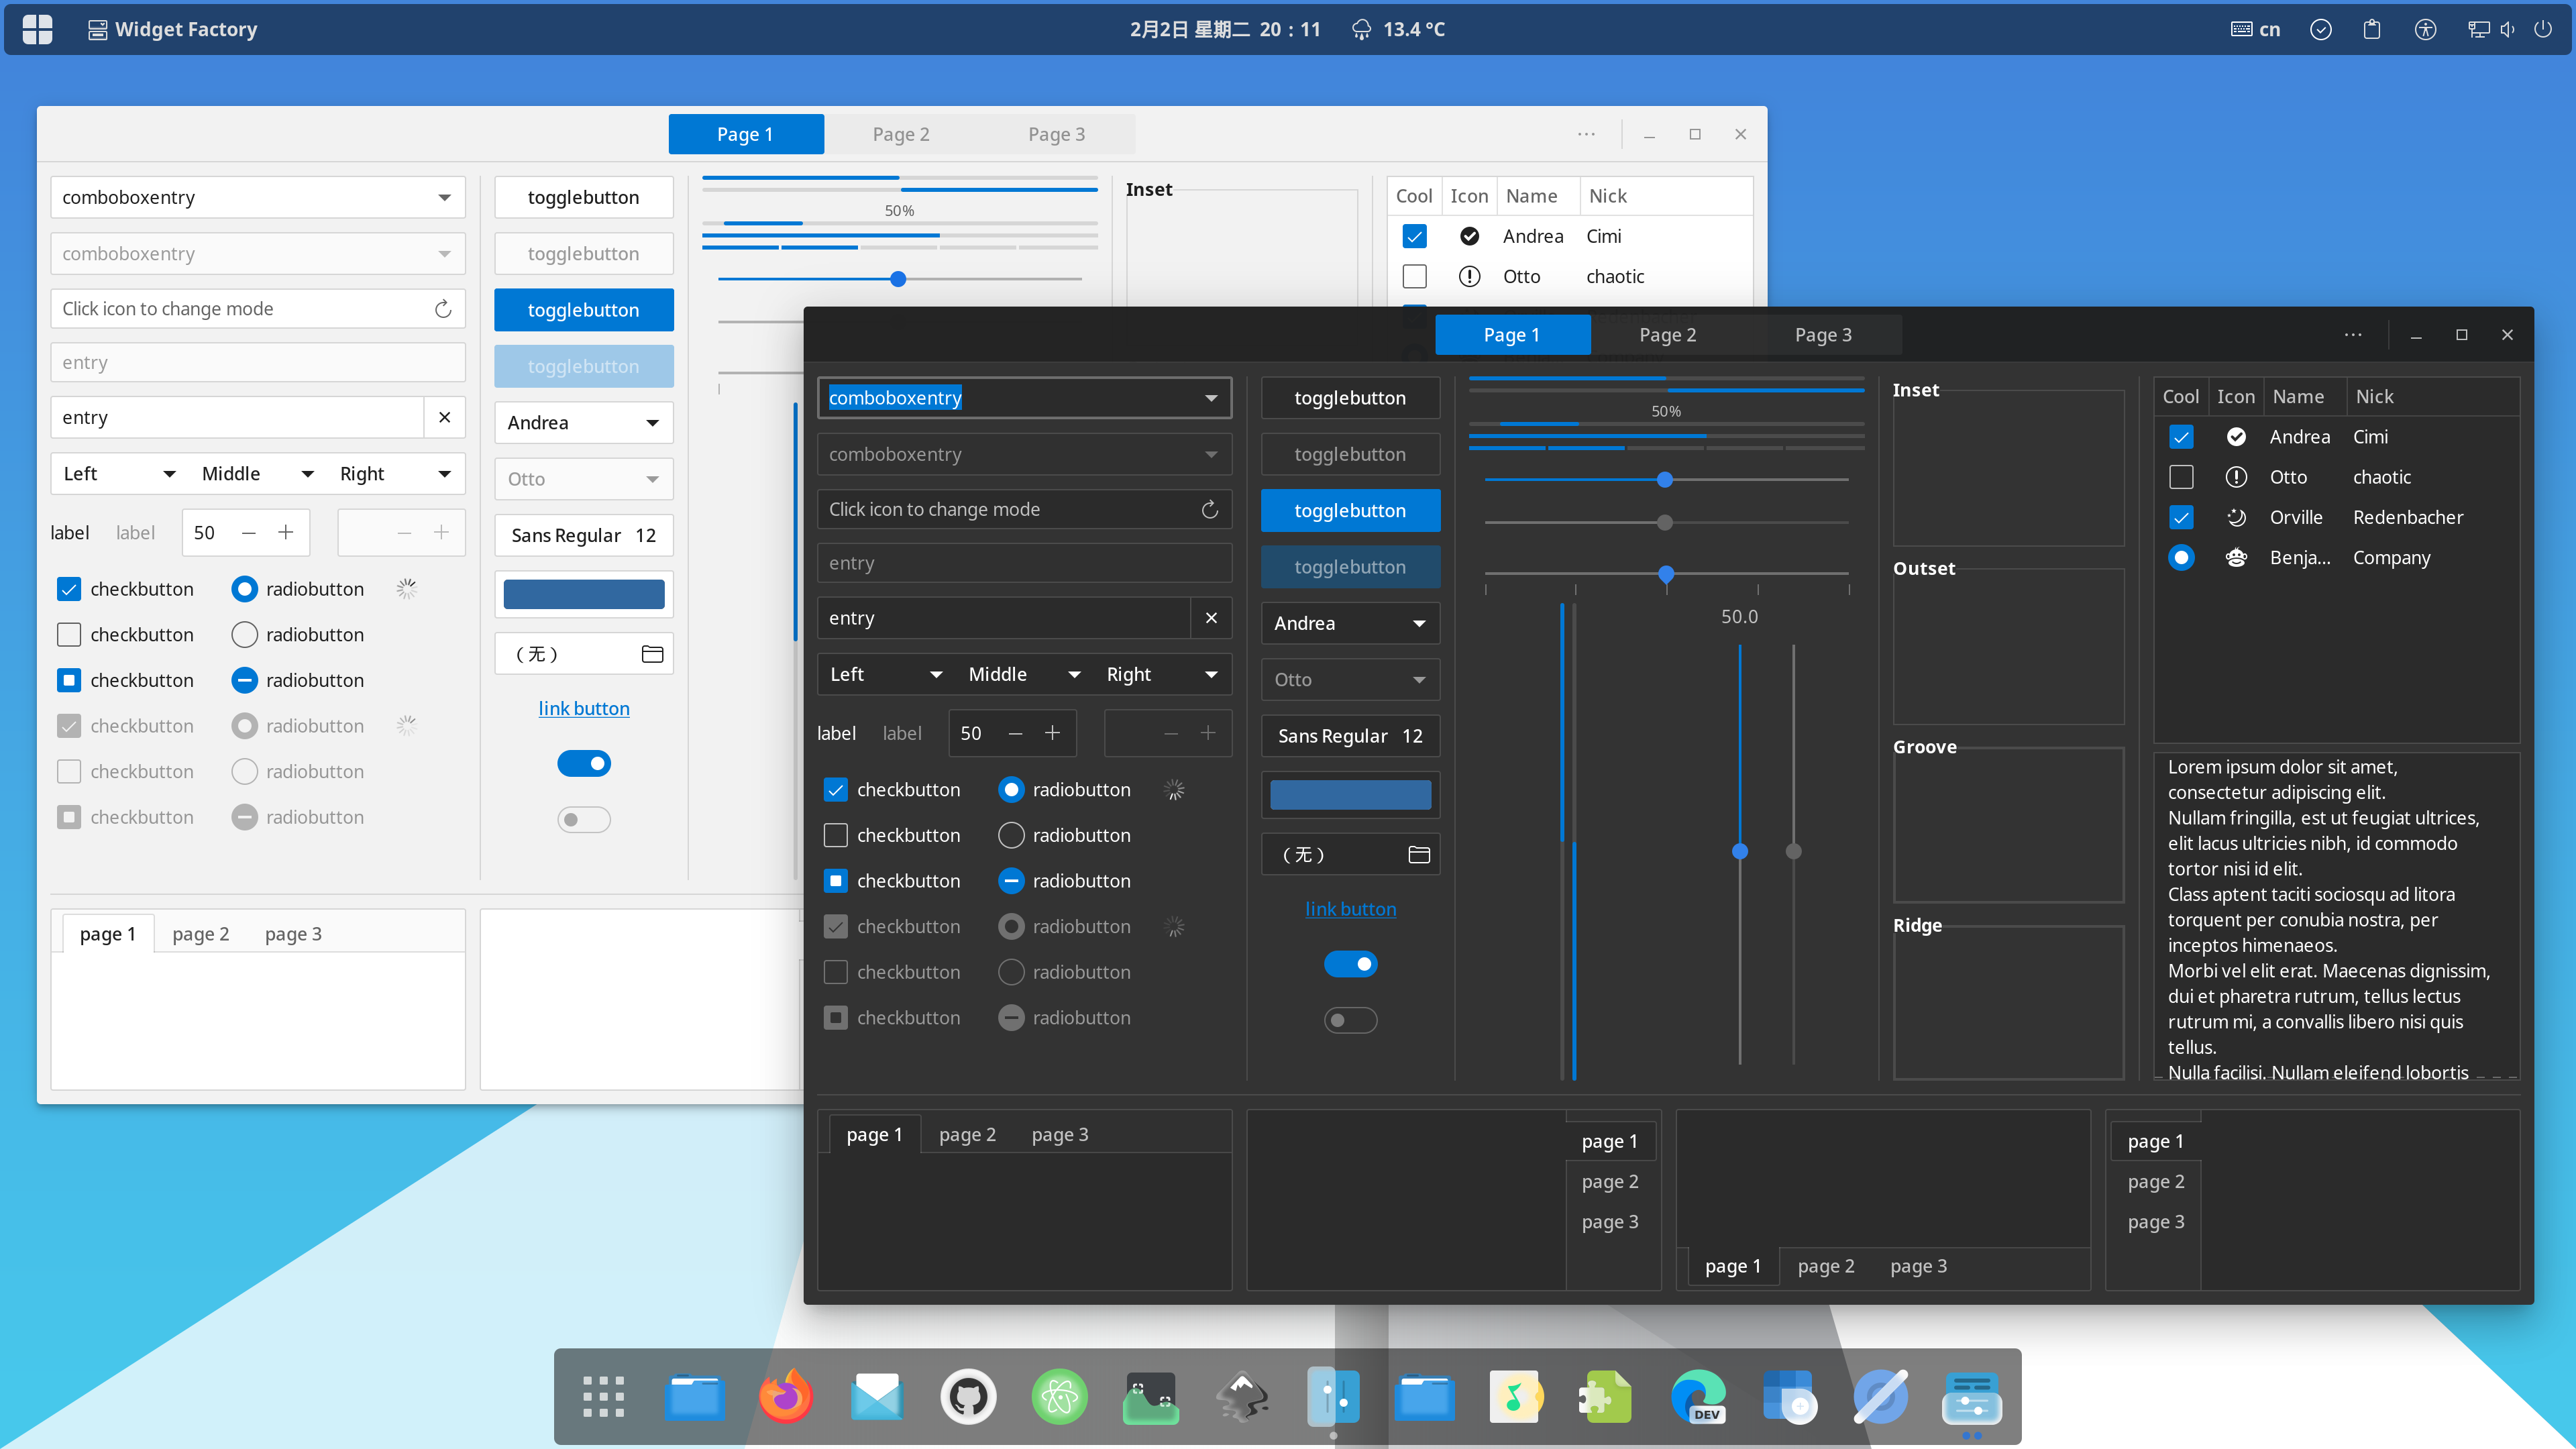 Widget Factory
2月2日 星期二 20：11
13.4 °C
cn
Page 1
Page 2
Page 3
comboboxentry
comboboxentry
Click icon to change mode
entry
entry
Left
Middle
Right
label
label
50
checkbutton
radiobutton
checkbutton
radiobutton
checkbutton
radiobutton
checkbutton
radiobutton
checkbutton
radiobutton
checkbutton
radiobutton
togglebutton
togglebutton
togglebutton
togglebutton
Andrea
Otto
Sans Regular 12
（无）
link button
50%
Inset
Cool Icon Name Nick
Andrea Cimi
Otto chaotic
page 1
page 2
page 3
Page 1
Page 2
Page 3
comboboxentry
comboboxentry
Click icon to change mode
entry
entry
Left
Middle
Right
label
label
50
checkbutton
radiobutton
checkbutton
radiobutton
checkbutton
radiobutton
checkbutton
radiobutton
checkbutton
radiobutton
checkbutton
radiobutton
togglebutton
togglebutton
togglebutton
togglebutton
Andrea
Otto
Sans Regular 12
（无）
link button
50%
50.0
Inset
Outset
Groove
Ridge
Cool Icon Name Nick
Andrea Cimi
Otto chaotic
Orville Redenbacher
Benja... Company
Lorem ipsum dolor sit amet,
consectetur adipiscing elit.
Nullam fringilla, est ut feugiat ultrices,
elit lacus ultricies nibh, id commodo
tortor nisi id elit.
Class aptent taciti sociosqu ad litora
torquent per conubia nostra, per
inceptos himenaeos.
Morbi vel elit erat. Maecenas dignissim,
dui et pharetra rutrum, tellus lectus
rutrum mi, a convallis libero nisi quis
tellus.
Nulla facilisi. Nullam eleifend lobortis
page 1
page 2
page 3
page 1
page 2
page 3
page 1
page 2
page 3
page 1
page 2
page 3
DEV